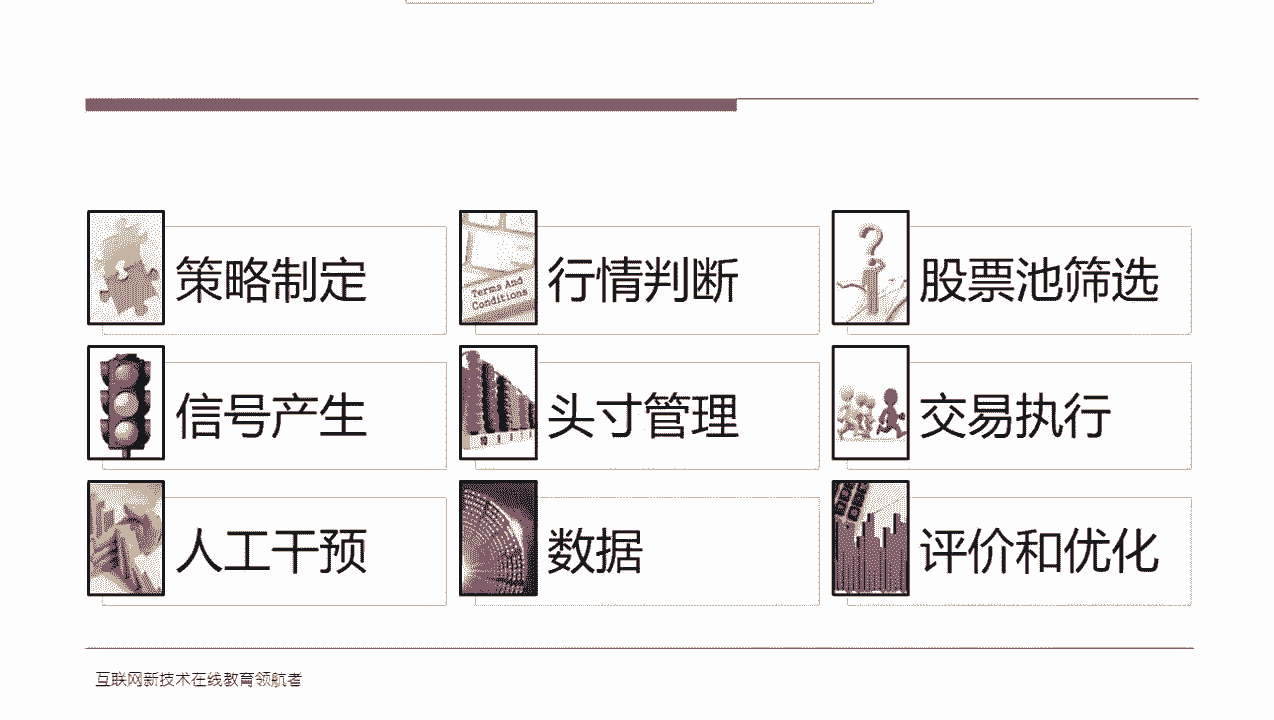 策略制定
行情判断
Terms And
Conditions
股票池筛选
信号产生
头寸管理
交易执行
人工干预
数据
评价和优化
互联网新技术在线教育领航者